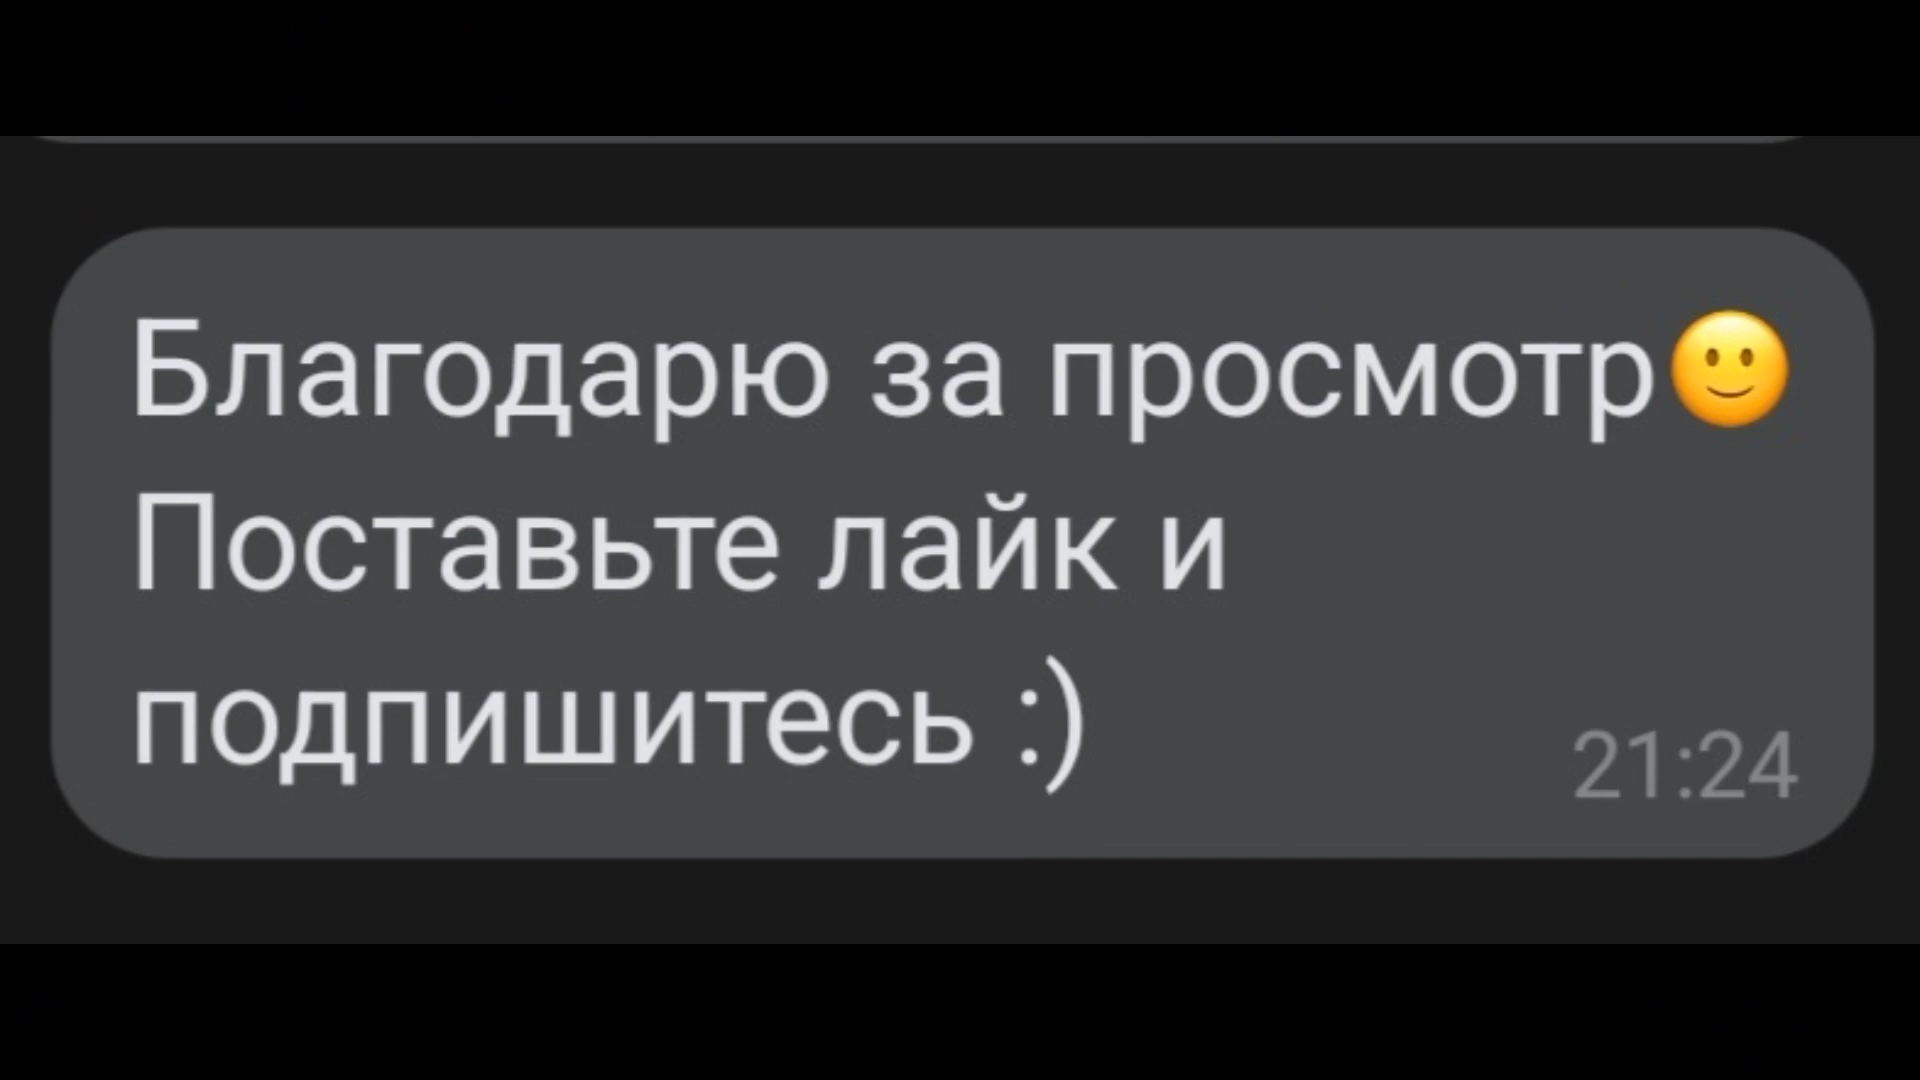 Благодарю за просмотр🙂
Поставьте лайк и
подпишитесь :)
21:24